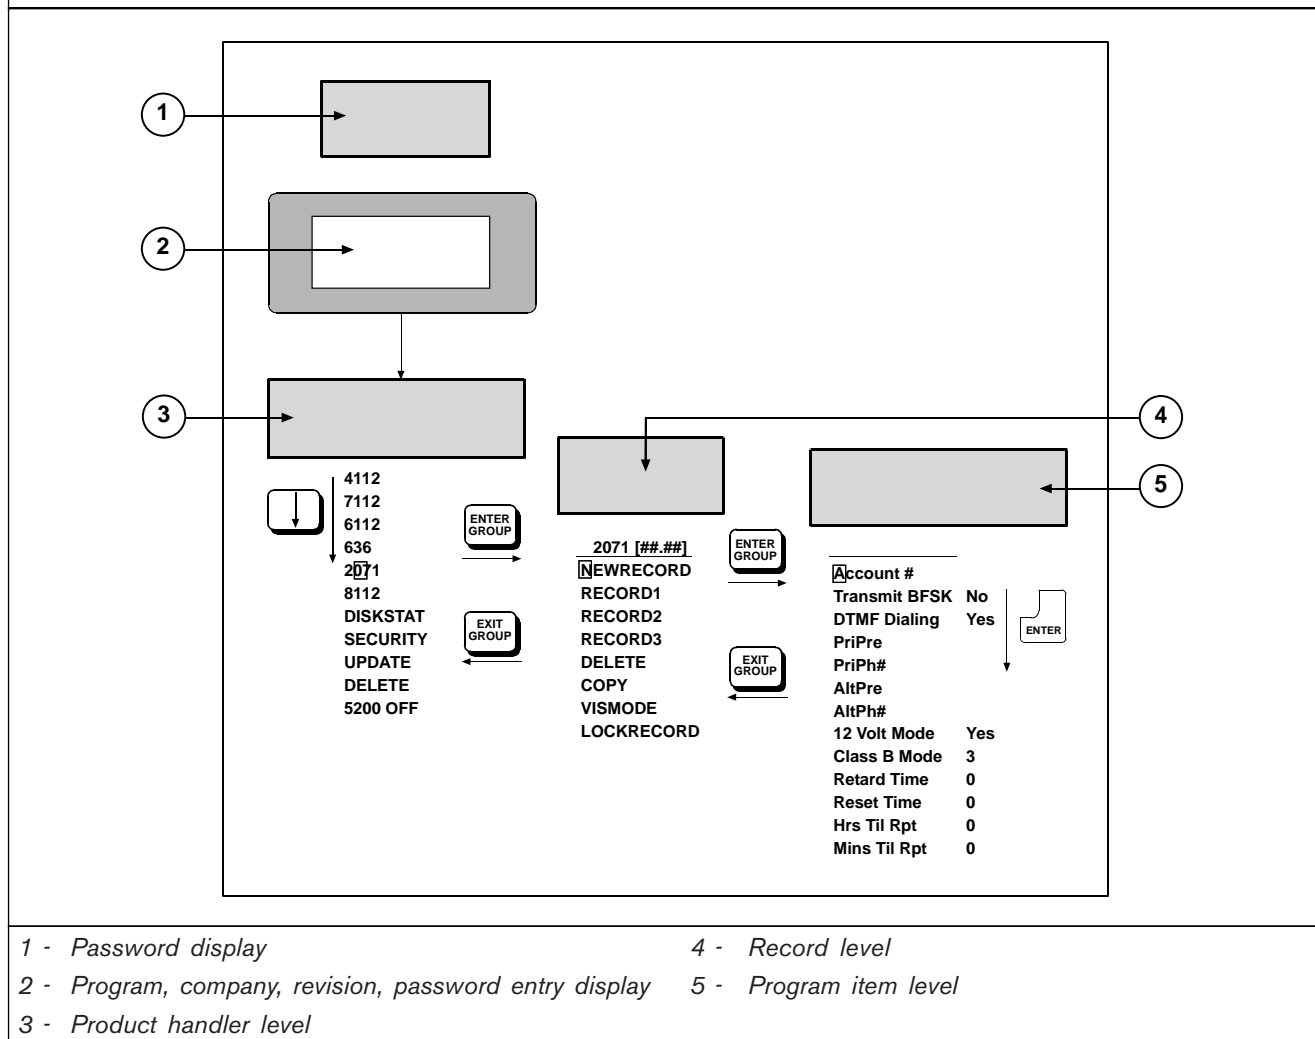 1
2
3
4
5
4112
7112
6112
636
2071
8112
DISKSTAT
SECURITY
UPDATE
DELETE
5200 OFF
ENTER
GROUP
EXIT
GROUP
2071 [##.##]
NEWRECORD
RECORD1
RECORD2
RECORD3
DELETE
COPY
VISMODE
LOCKRECORD
ENTER
GROUP
EXIT
GROUP
Account #
Transmit BFSK No
DTMF Dialing Yes
PriPre
PriPh#
AltPre
AltPh#
12 Volt Mode Yes
Class B Mode 3
Retard Time 0
Reset Time 0
Hrs Til Rpt 0
Mins Til Rpt 0
ENTER
1 - Password display
2 - Program, company, revision, password entry display
3 - Product handler level
4 - Record level
5 - Program item level